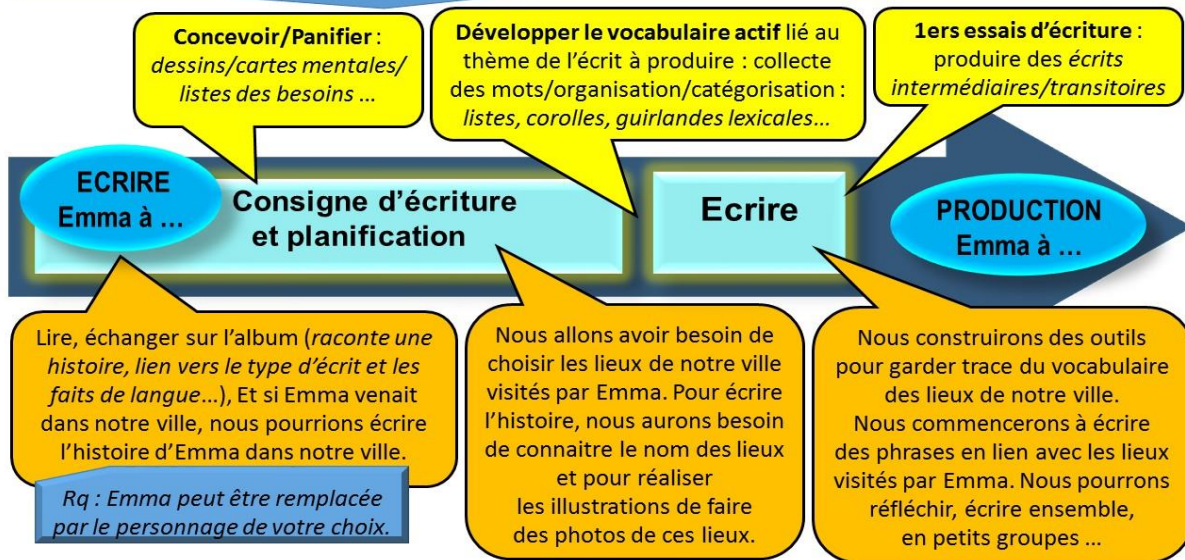 Concevoir/Panifier :
dessins/cartes mentales/
listes des besoins …
Développer le vocabulaire actif lié au
thème de l’écrit à produire : collecte
des mots/organisation/catégorisation :
listes, corolles, guirlandes lexicales…
1ers essais d’écriture :
produire des écrits
intermédiaires/transitoires
ECRIRE
Emma à …
Consigne d’écriture
et planification
Ecrire
PRODUCTION
Emma à …
Lire, échanger sur l’album (raconte une
histoire, lien vers le type d’écrit et les
faits de langue…), Et si Emma venait
dans notre ville, nous pourrions écrire
l’histoire d’Emma dans notre ville.
Rq : Emma peut être remplacée
par le personnage de votre choix.
Nous allons avoir besoin de
choisir les lieux de notre ville
visités par Emma. Pour écrire
l’histoire, nous aurons besoin
de connaitre le nom des lieux
et pour réaliser
les illustrations de faire
des photos de ces lieux.
Nous construirons des outils
pour garder trace du vocabulaire
des lieux de notre ville.
Nous commencerons à écrire
des phrases en lien avec les lieux
visités par Emma. Nous pourrons
réfléchir, écrire ensemble,
en petits groupes …